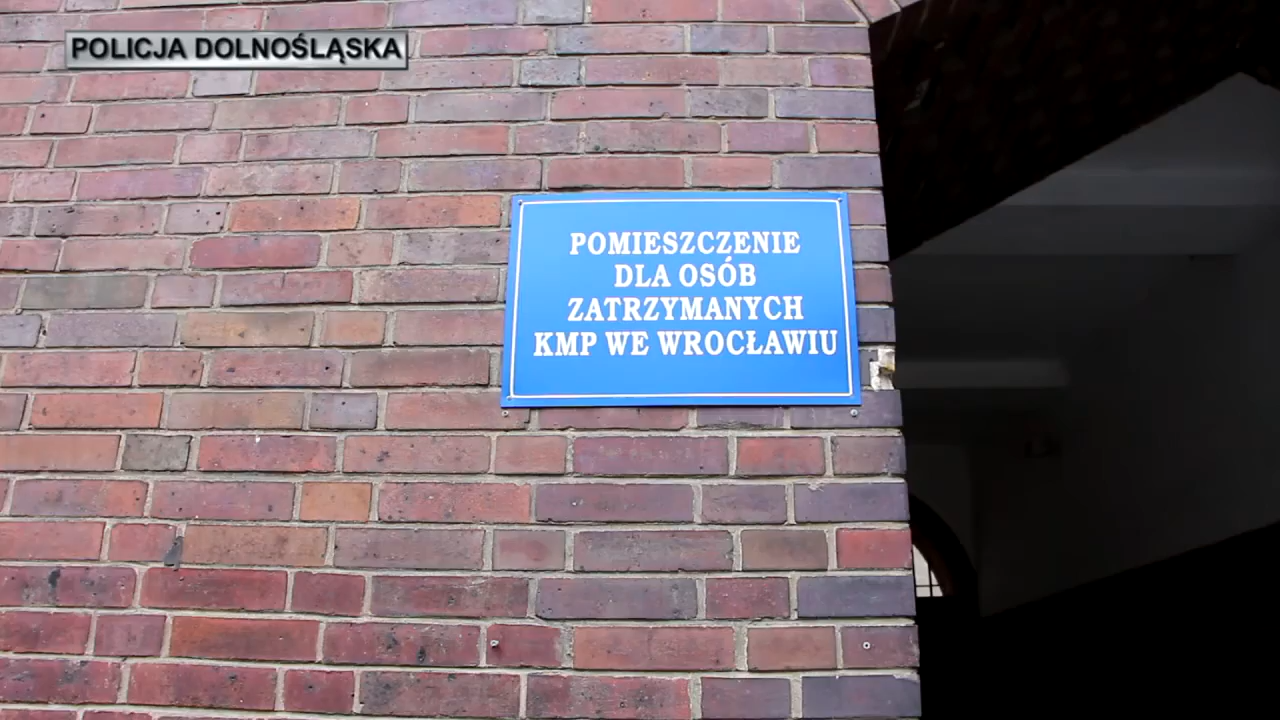 POLICJA DOLNOŚLĄSKA
POMIESZCZENIE
DLA OSÓB
ZATRZYMANYCH
KMP WE WROCŁAWIU